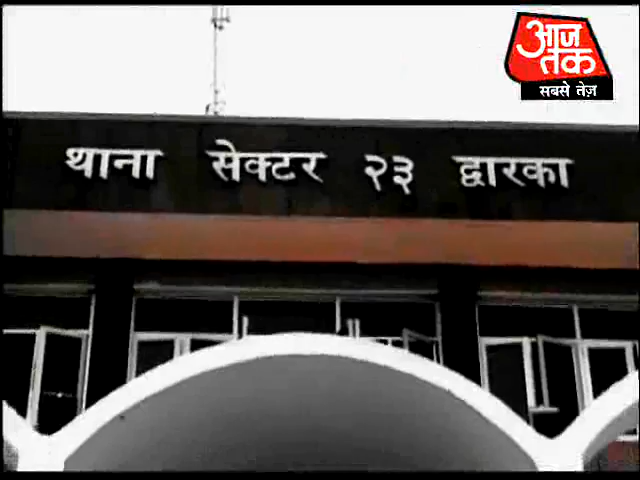 आज
तक
सबसे तेज़
थाना सेक्टर २३ द्वारका